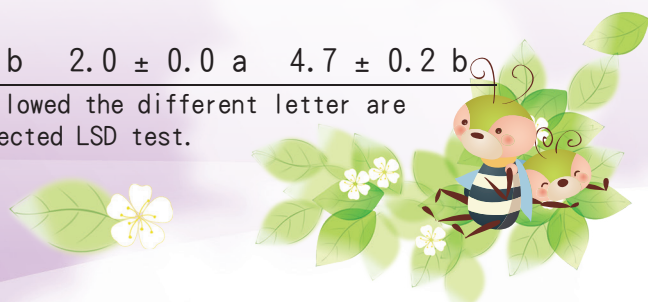 b 2.0 ± 0.0 a 4.7 ± 0.2 b
lowed the different letter are
ected LSD test.